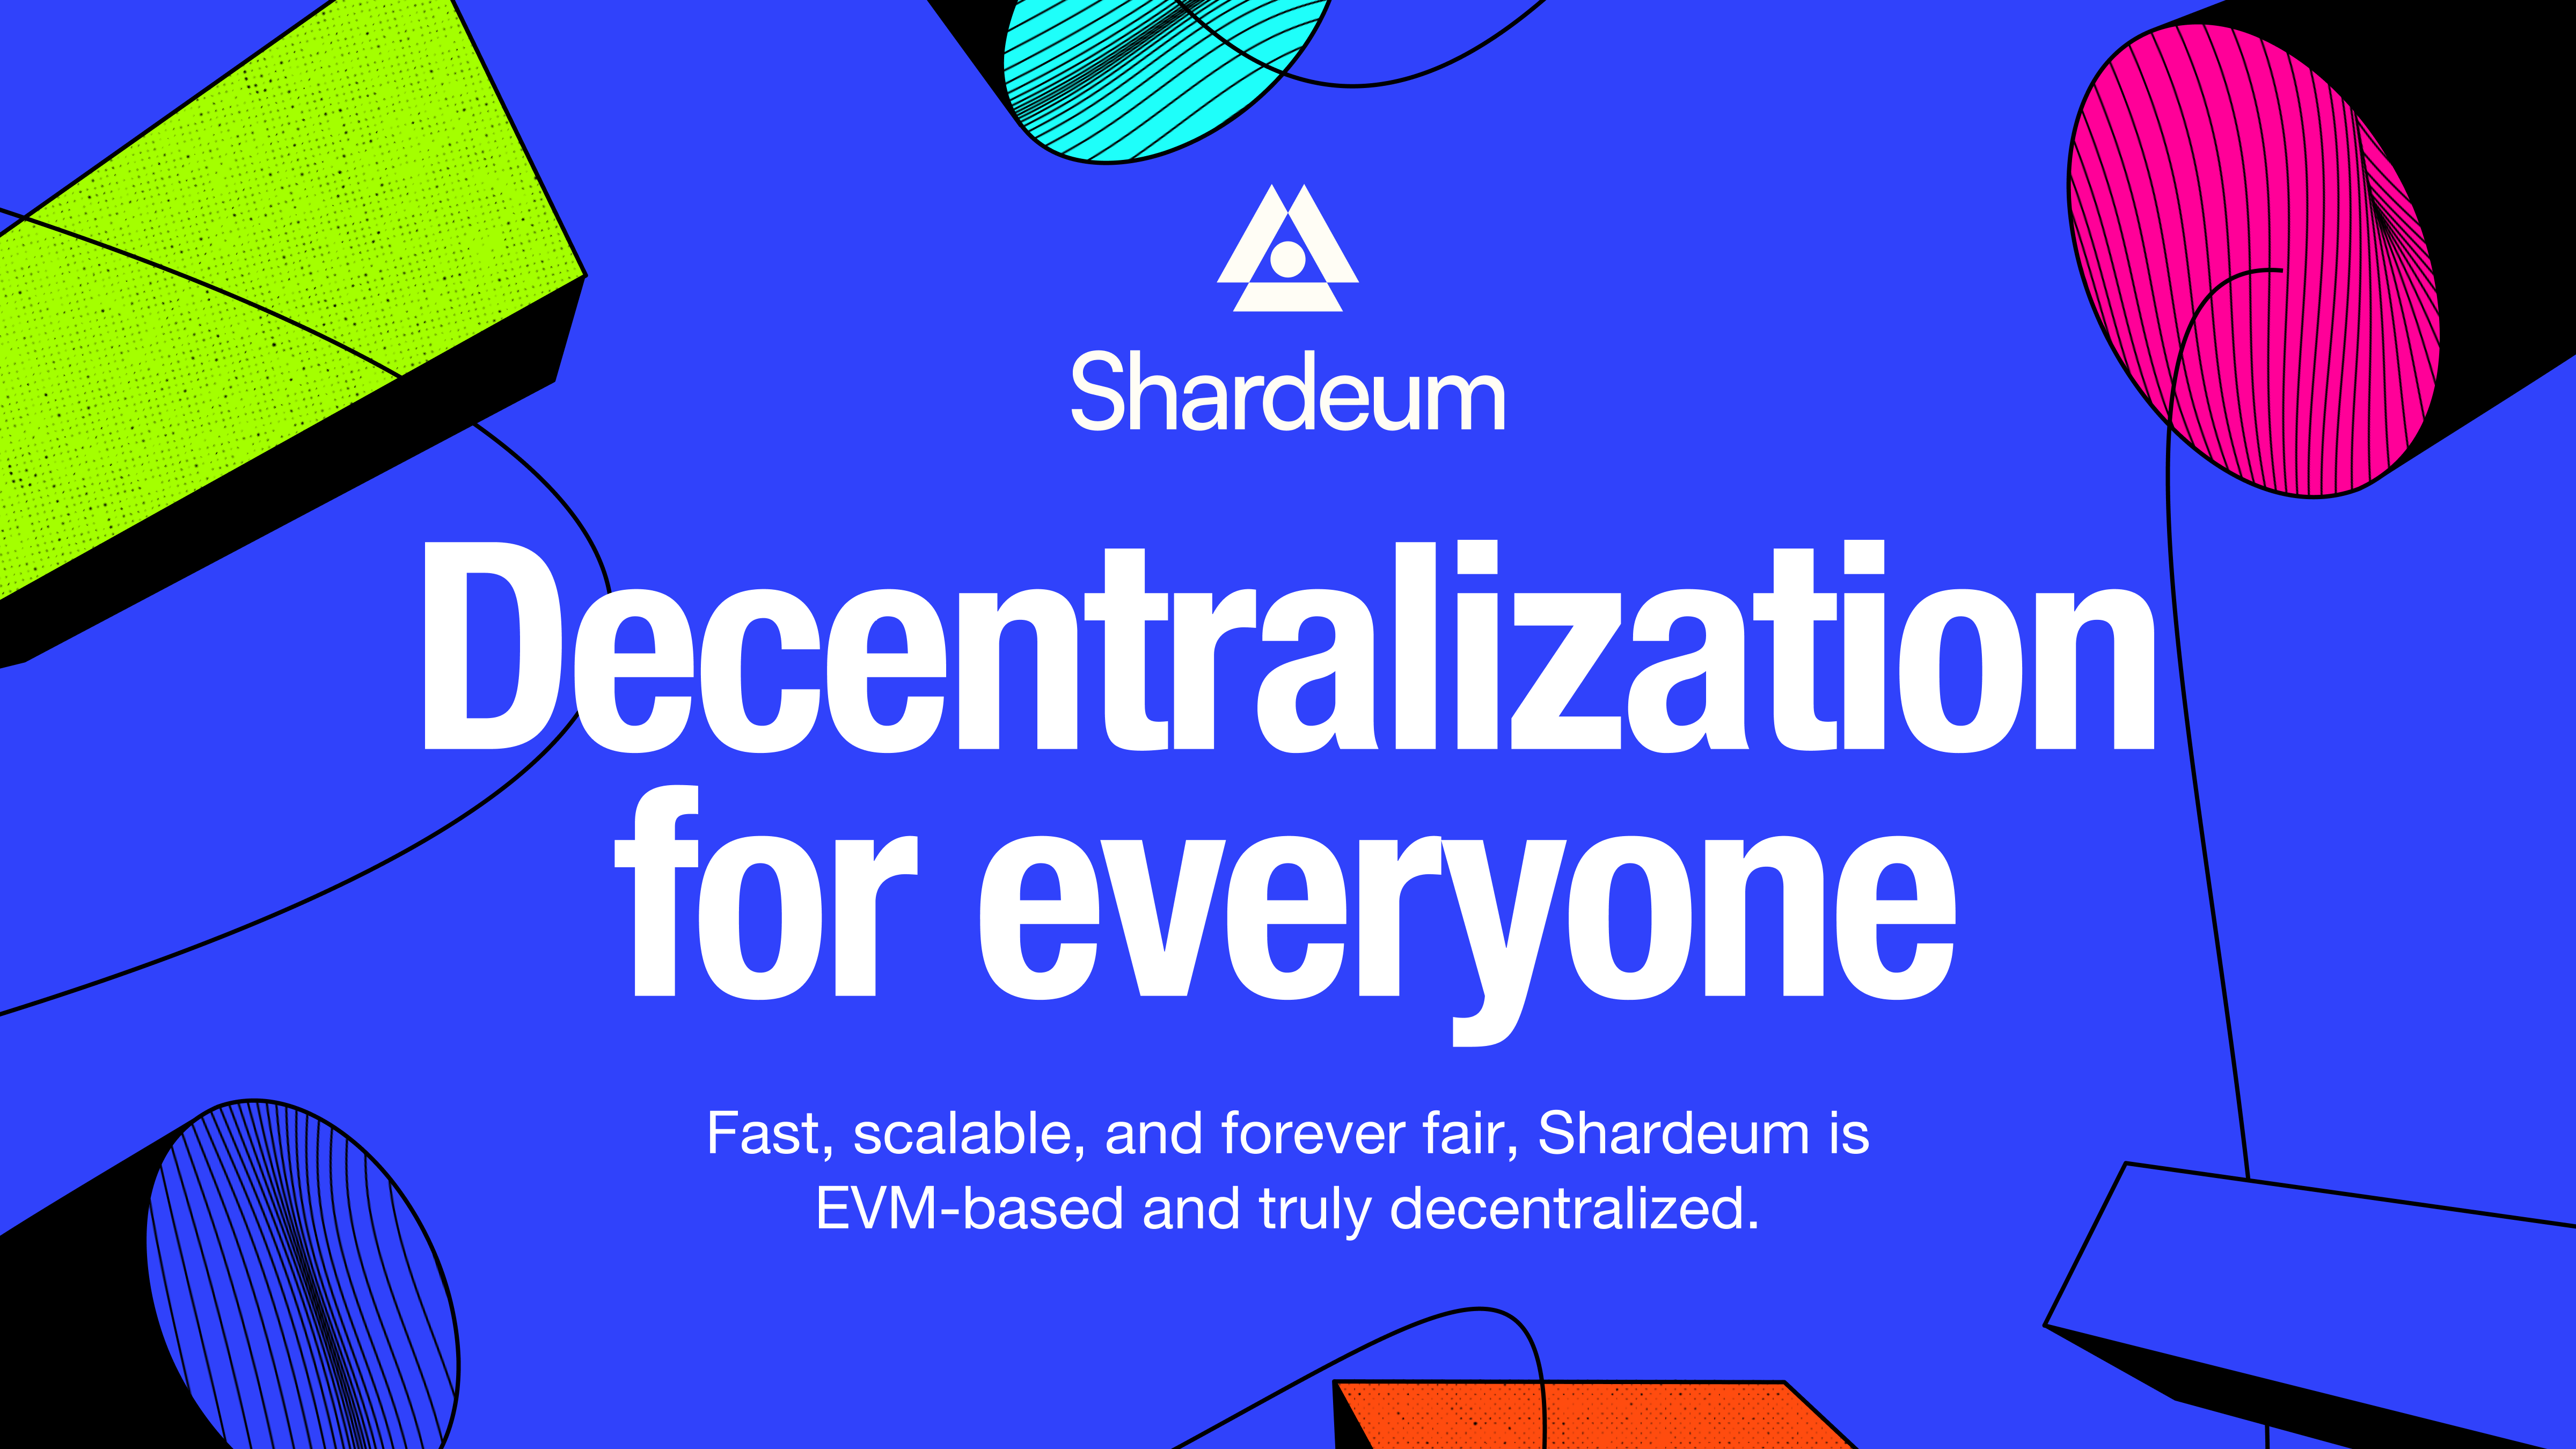 Shardeum
Decentralization
for everyone
Fast, scalable, and forever fair, Shardeum is
EVM-based and truly decentralized.